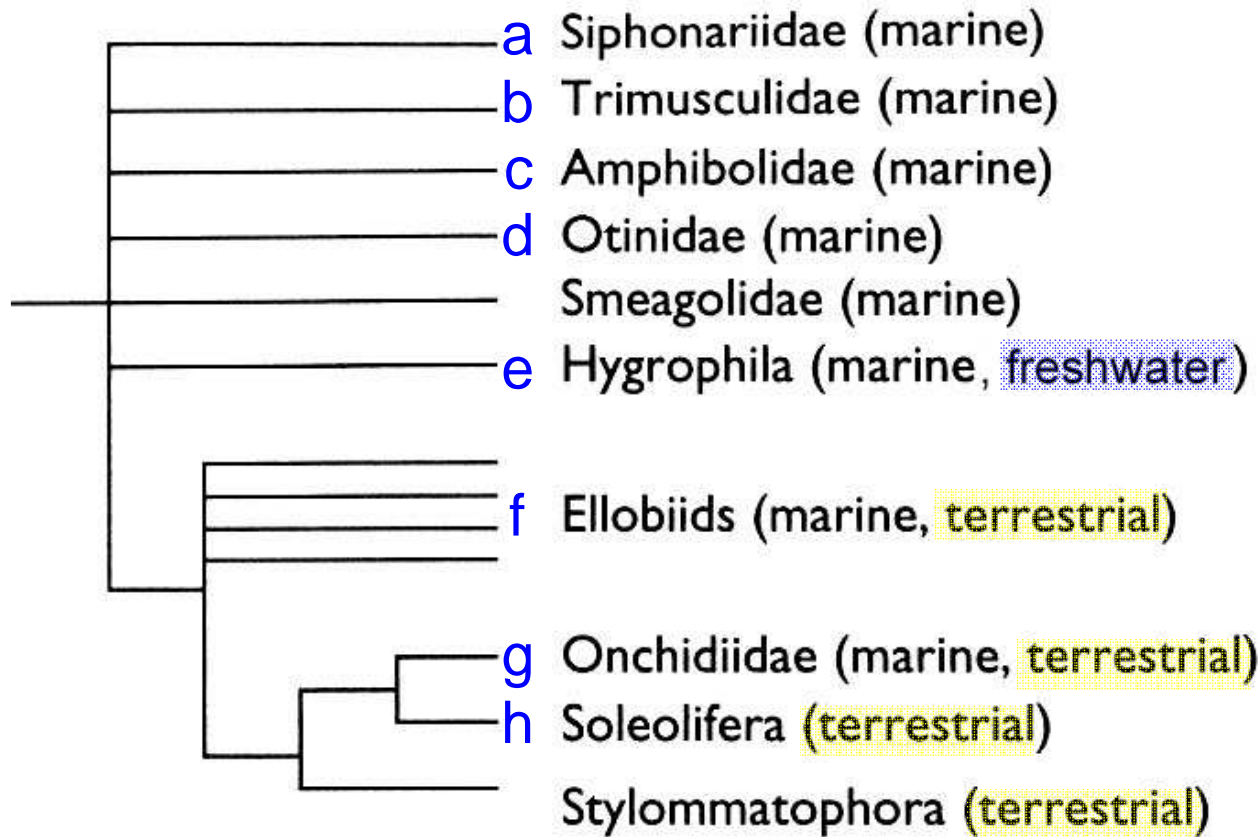 a Siphonariidae (marine)
b Trimusculidae (marine)
c Amphibolidae (marine)
d Otinidae (marine)
Smeagolidae (marine)
e Hygrophila (marine, freshwater)
f Ellobiids (marine, terrestrial)
g Onchidiidae (marine, terrestrial)
h Soleolifera (terrestrial)
Stylommatophora (terrestrial)